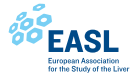 EASL
European Association
for the Study of the Liver